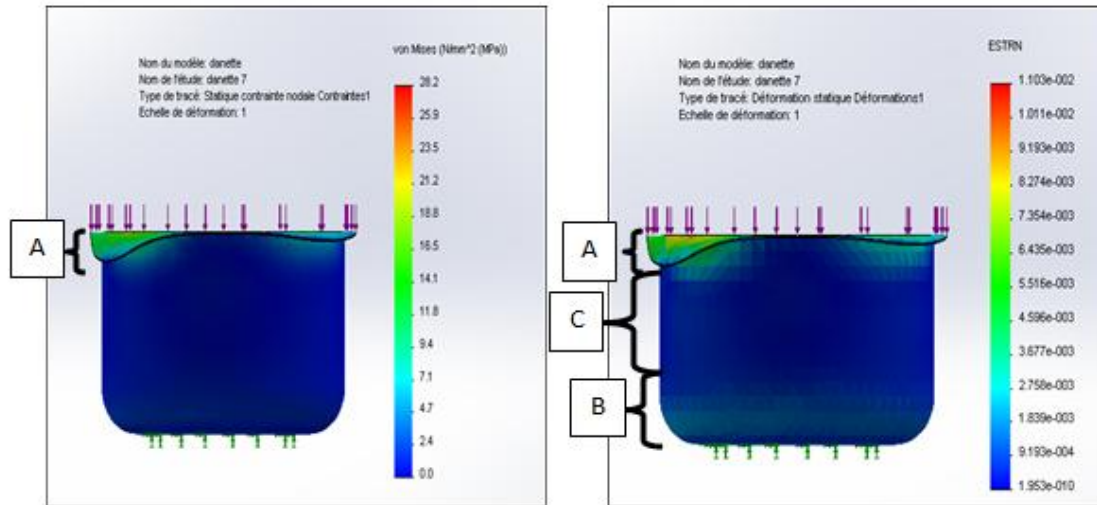 Nom du modèle: danette
Nom de l'étude: danette 7
Type de tracé: Statique contrainte nodale Contraintes1
Echelle de déformation: 1
von Mises (N/mm^2 (MPa))
28.2
25.9
23.5
21.2
18.8
16.5
14.1
11.8
9.4
7.1
4.7
2.4
0.0
A
Nom du modèle: danette
Nom de l'étude: danette 7
Type de tracé: Déformation statique Déformations1
Echelle de déformation: 1
ESTRN
1.103e-002
1.011e-002
9.193e-003
8.274e-003
7.354e-003
6.435e-003
5.516e-003
4.596e-003
3.677e-003
2.758e-003
1.839e-003
9.193e-004
1.953e-010
A
C
B